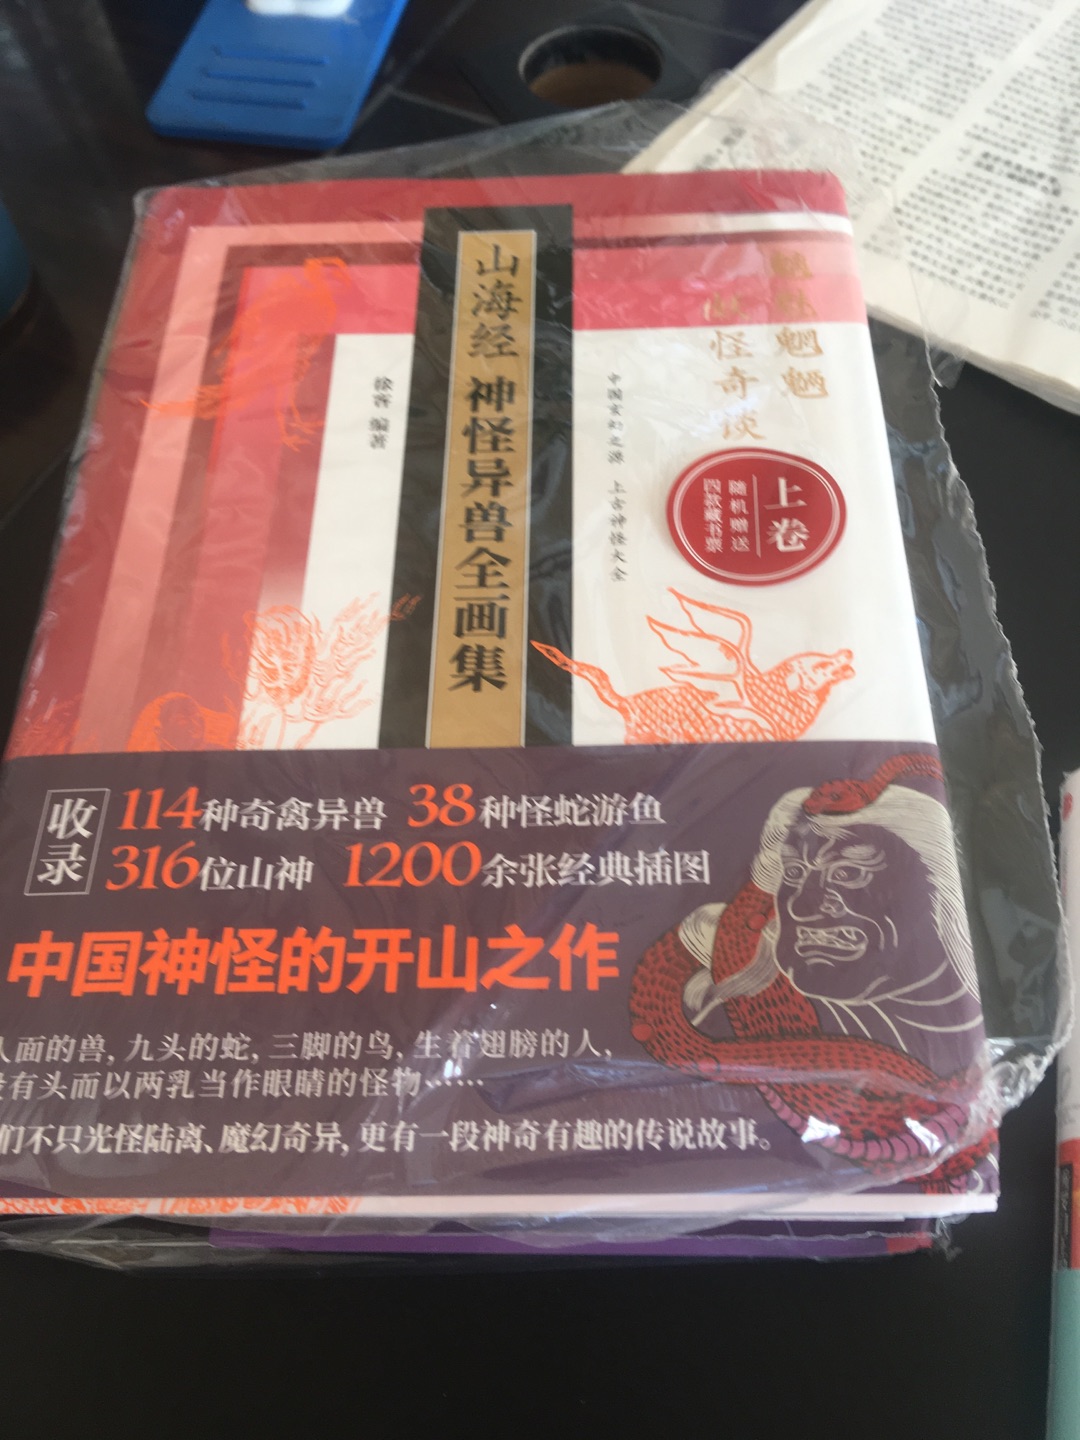 山海经 神怪异兽全画集
徐客 编著
中国玄幻之源 上古神怪大全
魑魅魍魉
怪奇谈
上卷
随机赠送
四款藏书票
收录
114种奇禽异兽 38种怪蛇游鱼
316位山神 1200余张经典插图
中国神怪的开山之作
人面的兽,九头的蛇,三脚的鸟,生着翅膀的人,
有头而以两乳当作眼睛的怪物……
们不只光怪陆离、魔幻奇异,更有一段神奇有趣的传说故事。